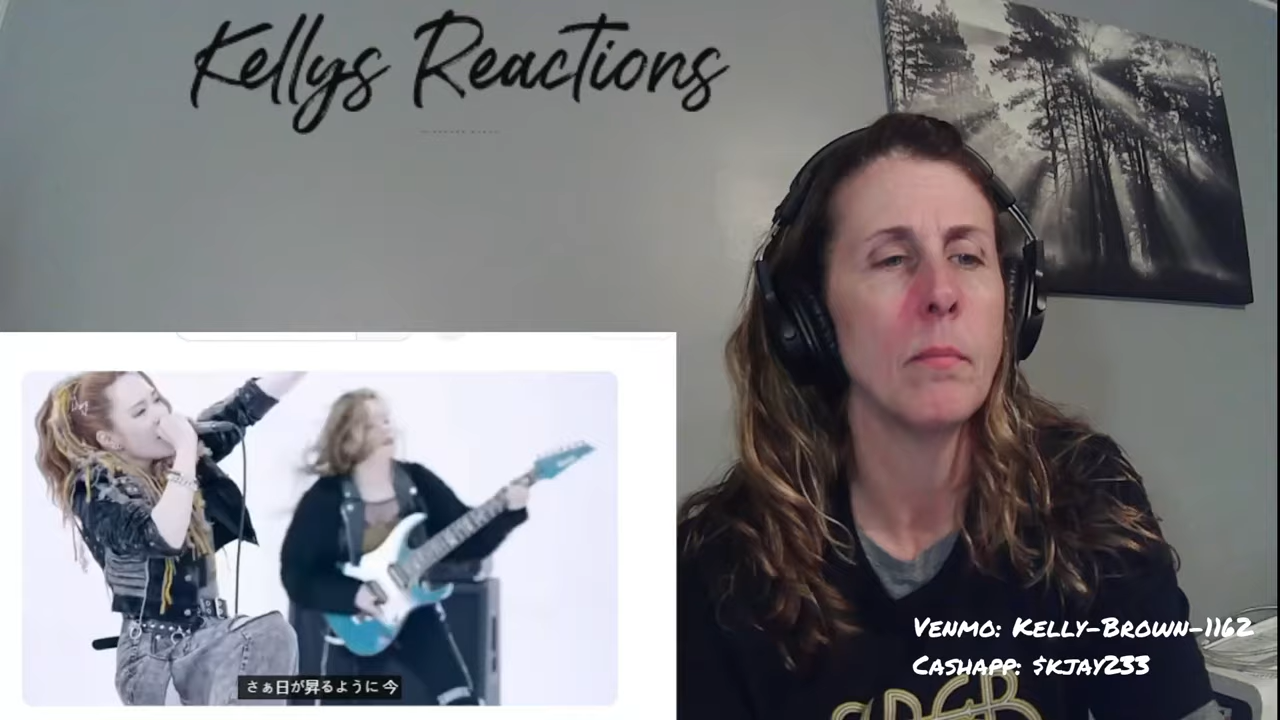 Kellys Reactions
さぁ日が昇るように 今
Venmo: Kelly-Brown-1162
Cashapp: $kjay233